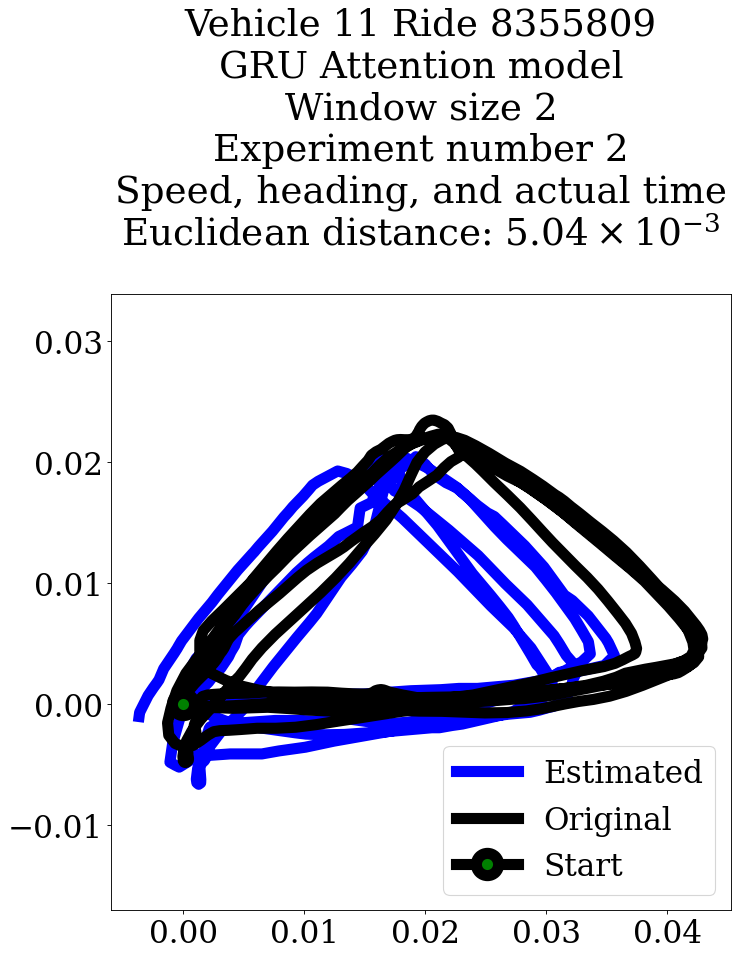 Vehicle 11 Ride 8355809
GRU Attention model
Window size 2
Experiment number 2
Speed, heading, and actual time
Euclidean distance: 5.04 × 10⁻³
0.03
0.02
0.01
0.00
−0.01
Estimated
Original
Start
0.00 0.01 0.02 0.03 0.04